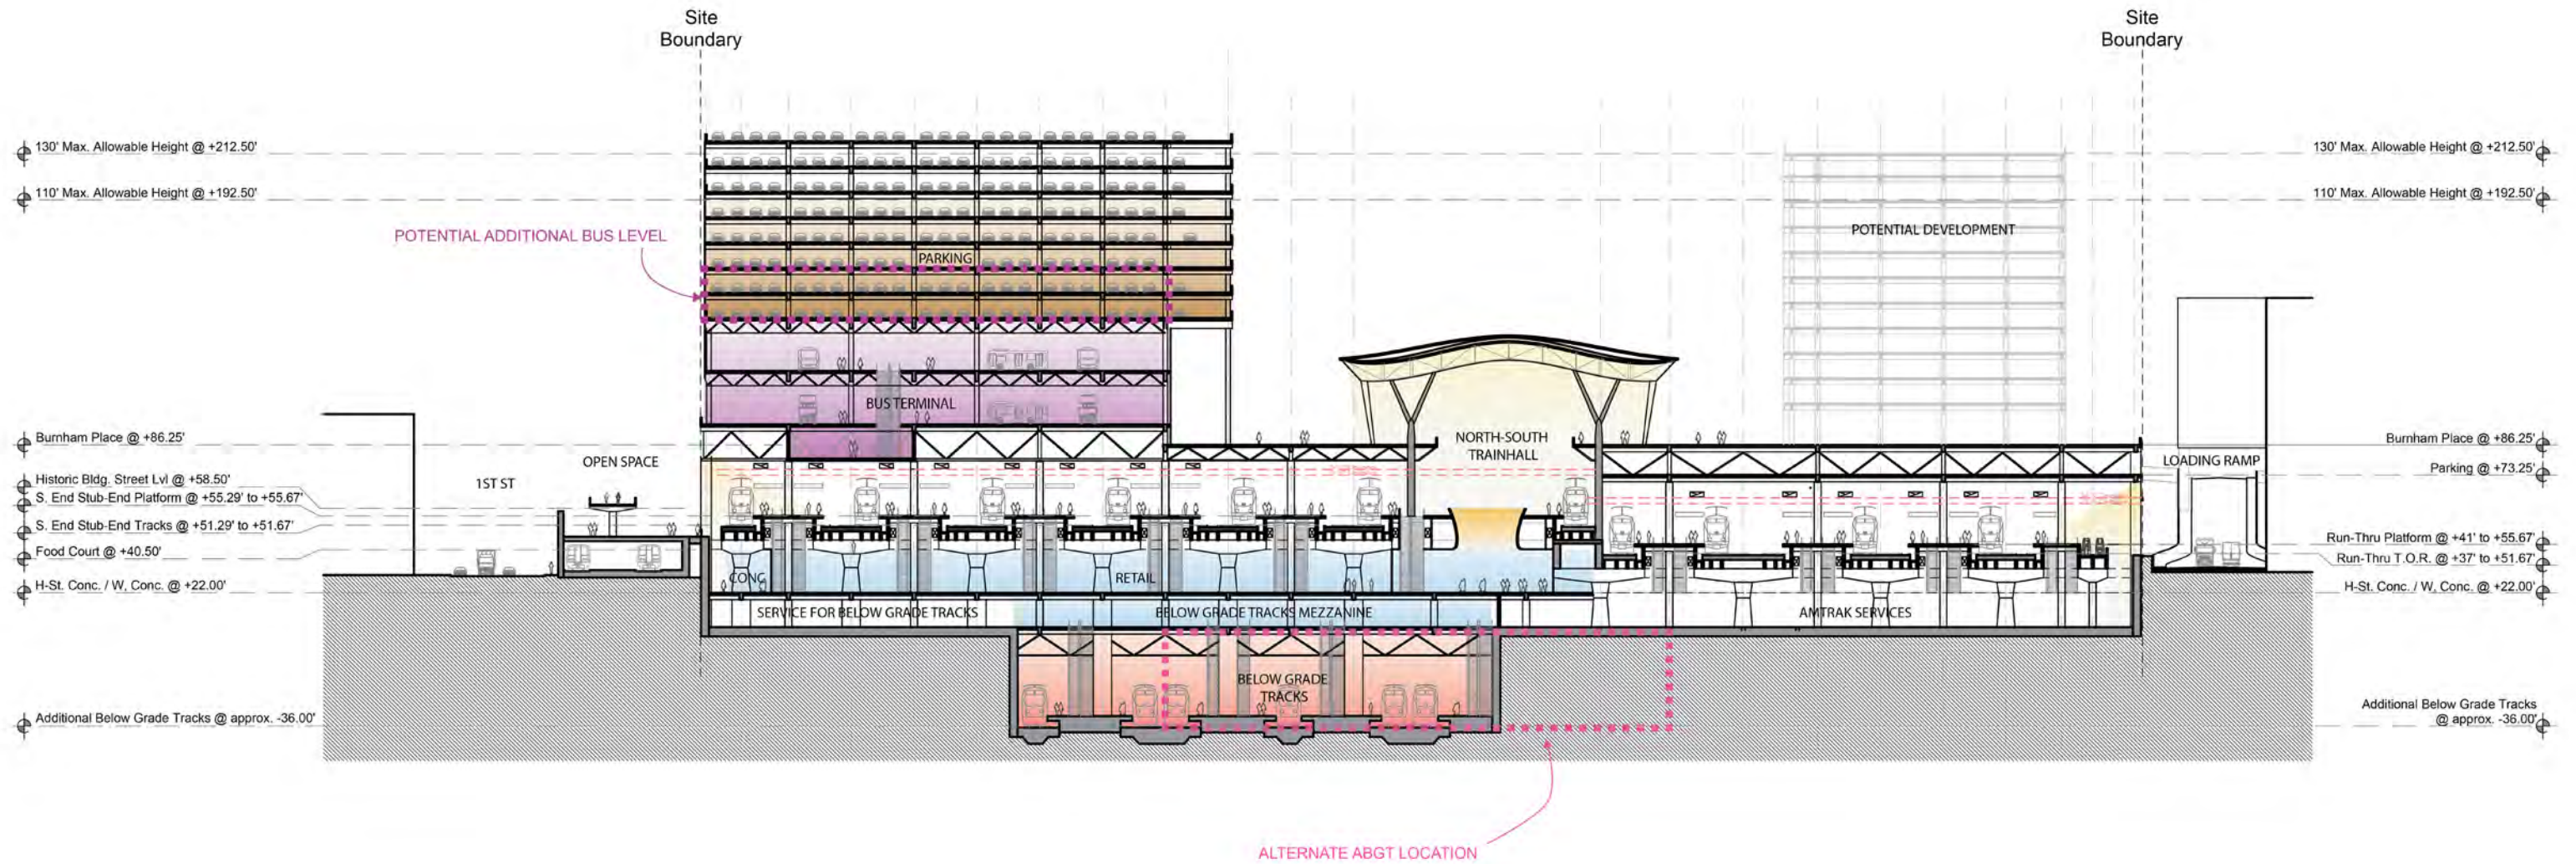 Site
Boundary
Site
Boundary
130' Max. Allowable Height @ +212.50'
130' Max. Allowable Height @ +212.50'
110' Max. Allowable Height @ +192.50'
110' Max. Allowable Height @ +192.50'
POTENTIAL ADDITIONAL BUS LEVEL
POTENTIAL DEVELOPMENT
PARKING
BUS TERMINAL
Burnham Place @ +86.25'
Burnham Place @ +86.25'
NORTH-SOUTH
TRAINHALL
OPEN SPACE
LOADING RAMP
Parking @ +73.25'
1ST ST
Historic Bldg. Street Lvl @ +58.50'
S. End Stub-End Platform @ +55.29' to +55.67'
S. End Stub-End Tracks @ +51.29' to +51.67'
Run-Thru Platform @ +41' to +55.67'
Food Court @ +40.50'
Run-Thru T.O.R. @ +37' to +51.67'
CONC
RETAIL
H-St. Conc. / W, Conc. @ +22.00'
H-St. Conc. / W, Conc. @ +22.00'
SERVICE FOR BELOW GRADE TRACKS
BELOW GRADE TRACKS MEZZANINE
AMTRAK SERVICES
BELOW GRADE
TRACKS
Additional Below Grade Tracks @ approx. -36.00'
Additional Below Grade Tracks
@ approx. -36.00'
ALTERNATE ABGT LOCATION